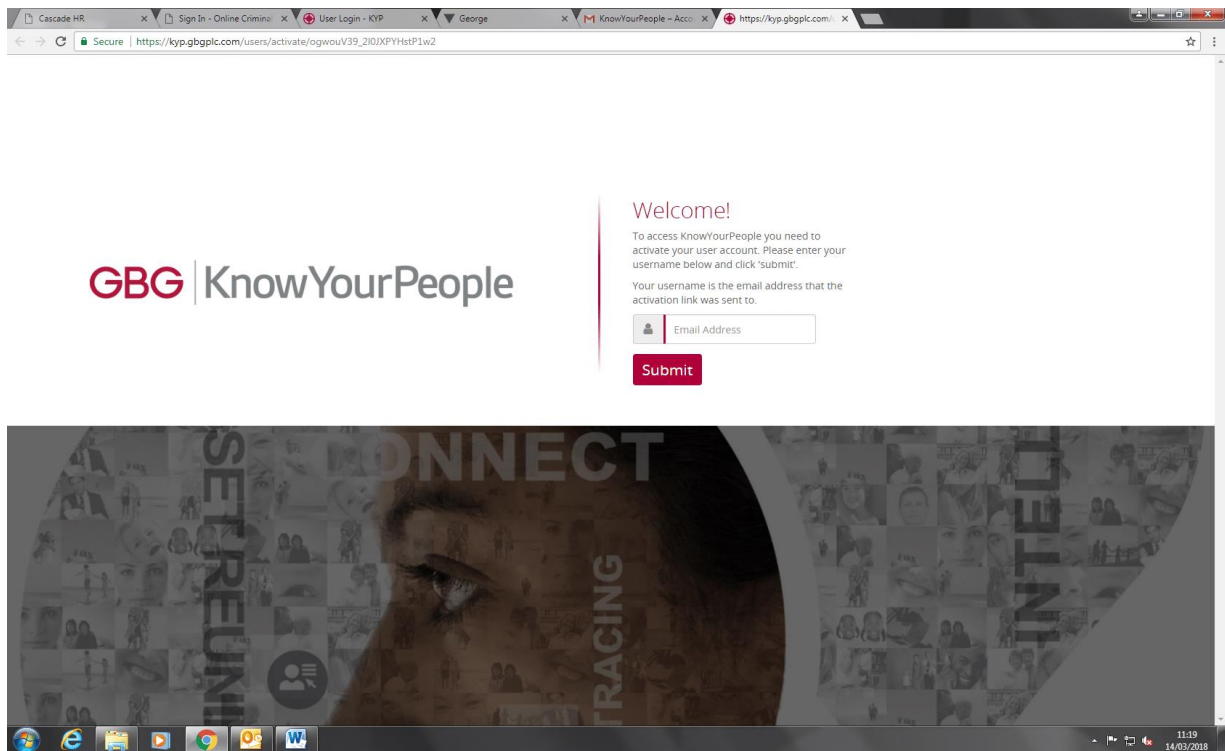 Cascade HR
Sign In - Online Criminal
User Login - KYP
George
KnowYourPeople – Acco
https://kyp.gbgplc.com/
Secure
https://kyp.gbgplc.com/users/activate/ogwouV39_2I0JXPYHstP1w2
GBG KnowYourPeople
Welcome!
To access KnowYourPeople you need to
activate your user account. Please enter your
username below and click 'submit'.
Your username is the email address that the
activation link was sent to.
Email Address
Submit
CONNECT
SETREUNI
TRACING
INTELLI
11:19
14/03/2018